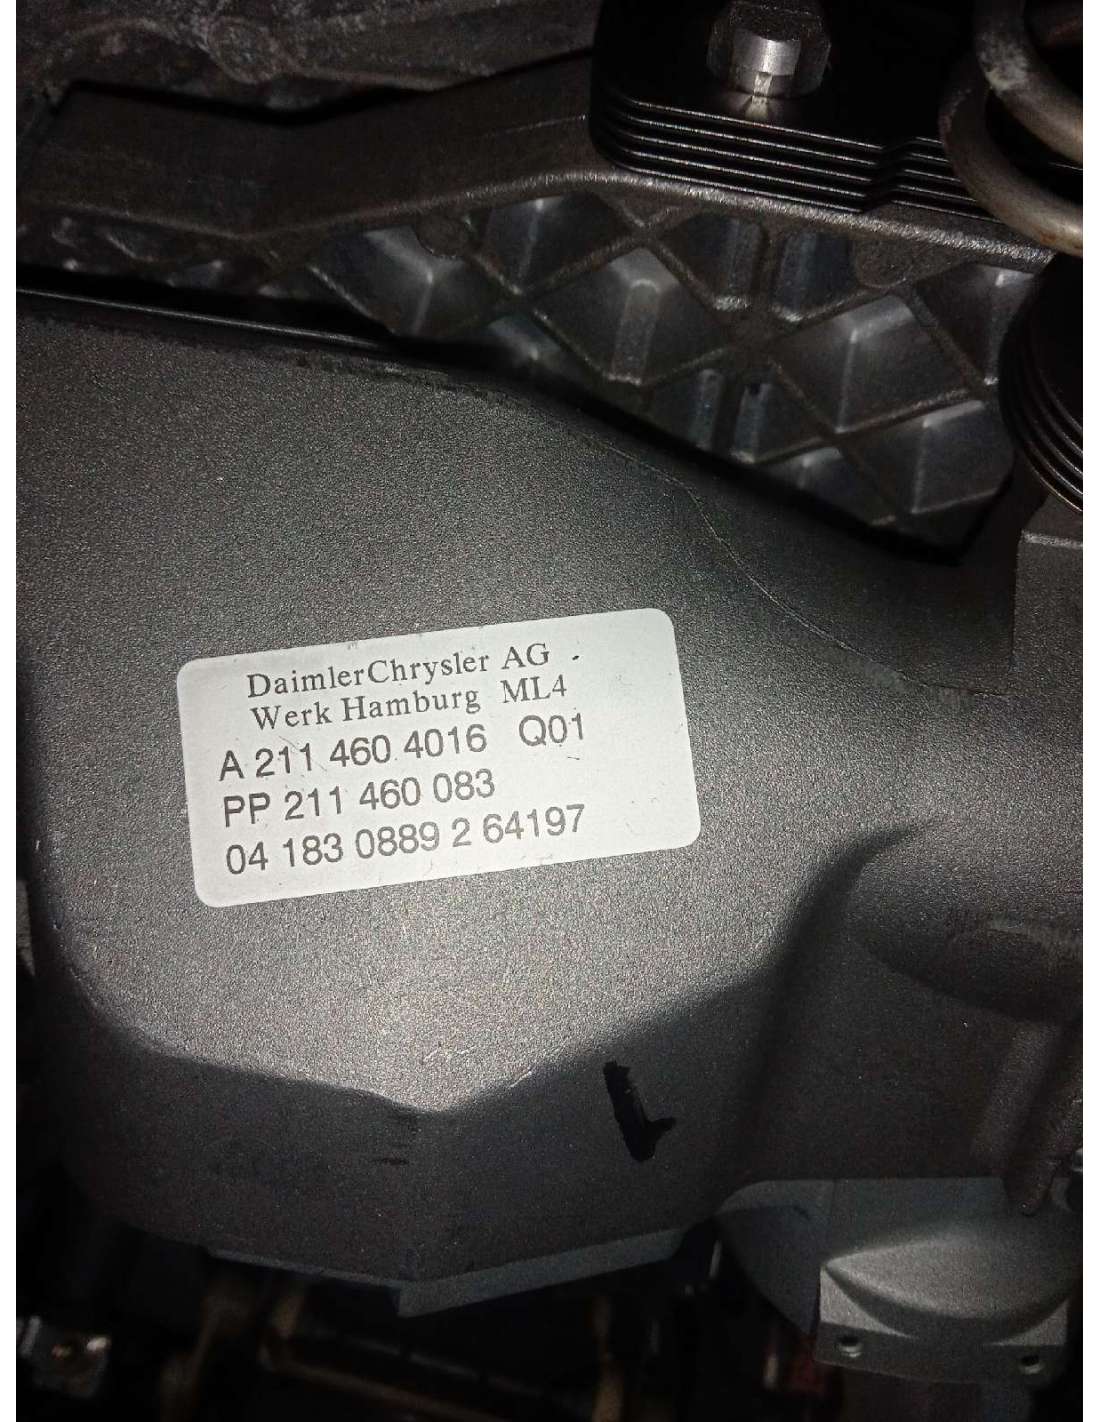 DaimlerChrysler AG
Werk Hamburg ML4
A 211 460 4016 Q01
PP 211 460 083
04 183 0889 2 64197